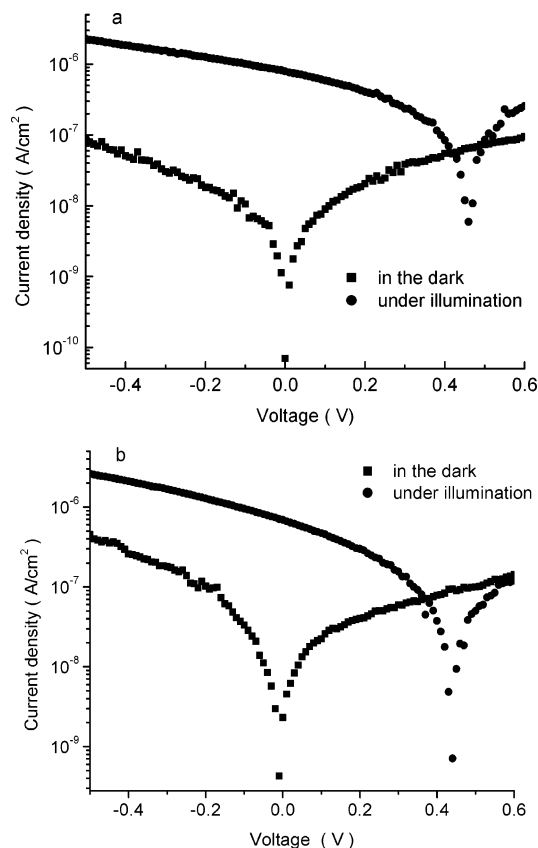 a
10^-6
10^-7
10^-8
10^-9
10^-10
Current density ( A/cm^2)
in the dark
under illumination
-0.4 -0.2 0.0 0.2 0.4 0.6
Voltage ( V)
b
in the dark
under illumination
10^-6
10^-7
10^-8
10^-9
Current density ( A/cm^2)
-0.4 -0.2 0.0 0.2 0.4 0.6
Voltage ( V )